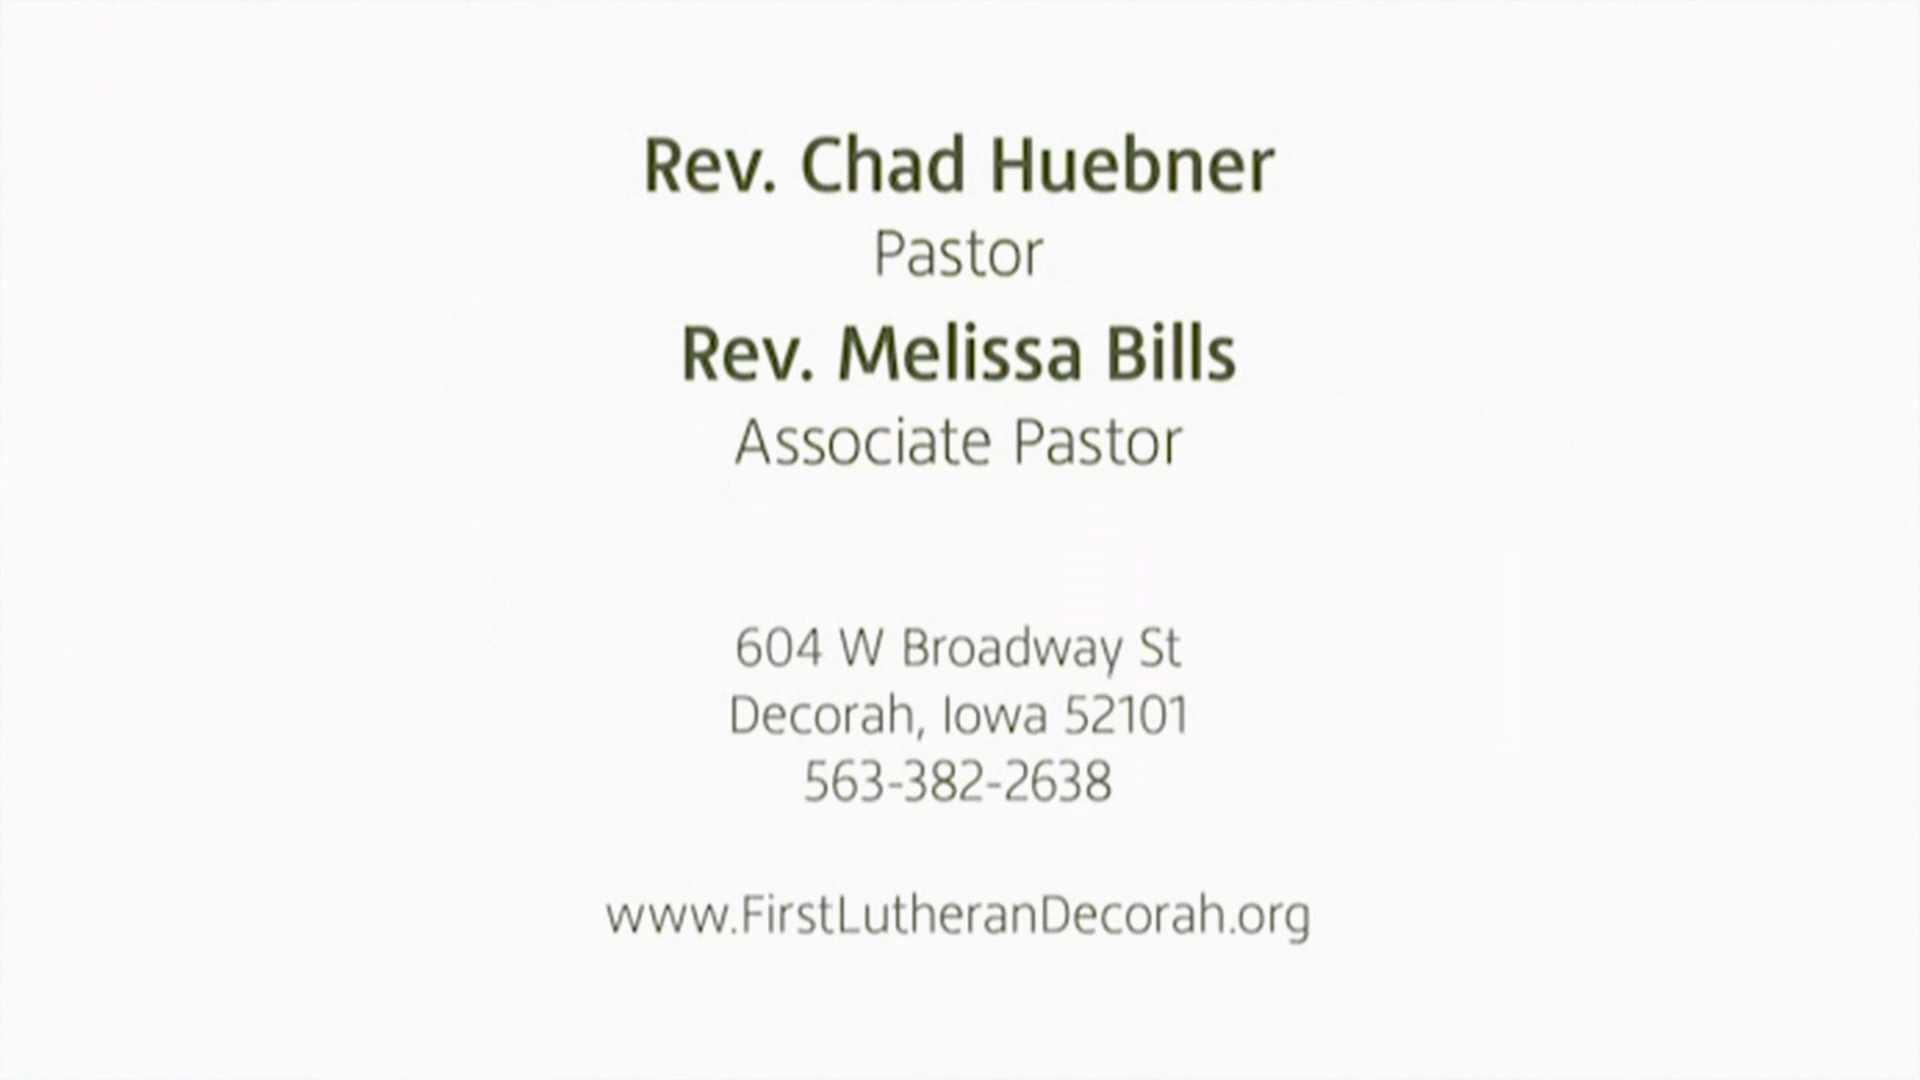 Rev. Chad Huebner
Pastor
Rev. Melissa Bills
Associate Pastor
604 W Broadway St
Decorah, Iowa 52101
563-382-2638
www.FirstLutheranDecorah.org